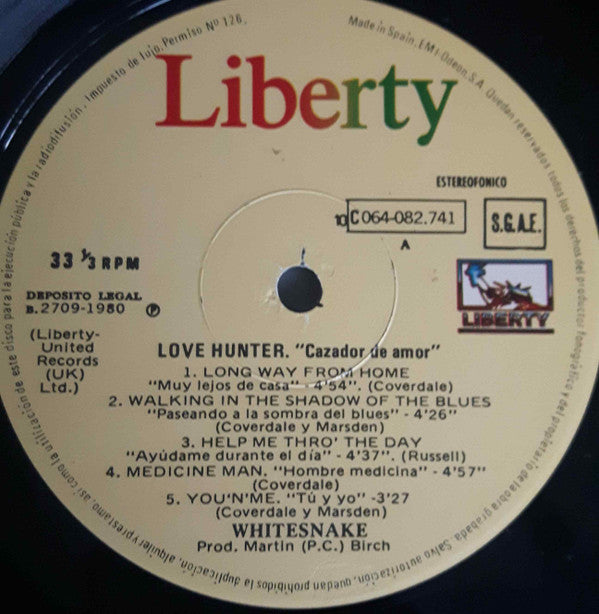 Impuesto de lujo. Permiso Nº 126.
Made in Spain, EMI-Odeon, S.A. Quedan reservados todos los derechos del productor fonográfico y del propietario de la obra grabada. Salvo autorización, quedan prohibidos la duplicación, alquiler y prestamo, asi como la utilización de este disco para la ejecución pública y la radiodifusión.
Liberty
ESTEREOFONICO
10C064-082.741
S.G.A.E.
A
33 ⅓ RPM
LIBERTY
DEPOSITO LEGAL
B.2709-1980 Ⓟ
(Liberty-
United
Records
(UK)
Ltd.)
LOVE HUNTER. "Cazador de amor"
1. LONG WAY FROM HOME
"Muy lejos de casa" - 4'54". (Coverdale)
2. WALKING IN THE SHADOW OF THE BLUES
"Paseando a la sombra del blues" - 4'26"
(Coverdale y Marsden)
3. HELP ME THRO' THE DAY
"Ayúdame durante el día" - 4'37". (Russell)
4. MEDICINE MAN. "Hombre medicina" - 4'57"
(Coverdale)
5. YOU'N'ME. "Tú y yo" -3'27
(Coverdale y Marsden)
WHITESNAKE
Prod. Martin (P.C.) Birch